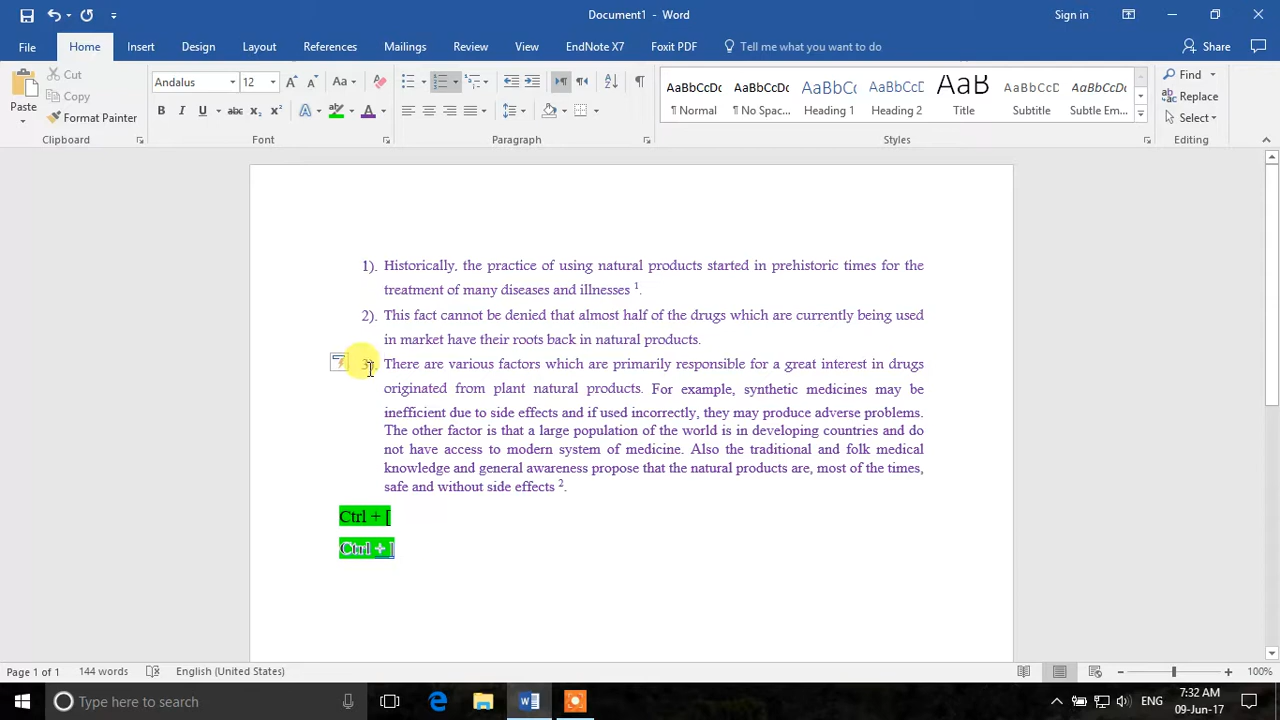 Document1 - Word
Sign in
File
Home
Insert
Design
Layout
References
Mailings
Review
View
EndNote X7
Foxit PDF
Tell me what you want to do
Share
Paste
Cut
Copy
Format Painter
Clipboard
Andalus
12
Aa
B I U abc X₂ X²
A
A
Font
Paragraph
AaBbCcDc
¶ Normal
AaBbCcDc
¶ No Spac...
AaBbCc
Heading 1
AaBbCcD
Heading 2
AaB
Title
AaBbCcD
Subtitle
AaBbCcDc
Subtle Em...
Styles
Find
Replace
Select
Editing
1). Historically, the practice of using natural products started in prehistoric times for the
treatment of many diseases and illnesses ¹.
2). This fact cannot be denied that almost half of the drugs which are currently being used
in market have their roots back in natural products.
3). There are various factors which are primarily responsible for a great interest in drugs
originated from plant natural products. For example, synthetic medicines may be
inefficient due to side effects and if used incorrectly, they may produce adverse problems.
The other factor is that a large population of the world is in developing countries and do
not have access to modern system of medicine. Also the traditional and folk medical
knowledge and general awareness propose that the natural products are, most of the times,
safe and without side effects ².
Ctrl + [
Ctrl + ]
Page 1 of 1
144 words
English (United States)
100%
Type here to search
ENG
7:32 AM
09-Jun-17